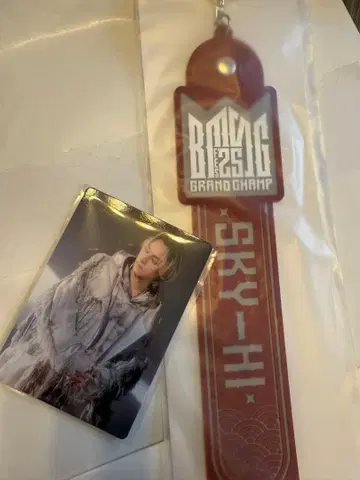 BMSG
25
GRAND CHAMP
SKY-HI